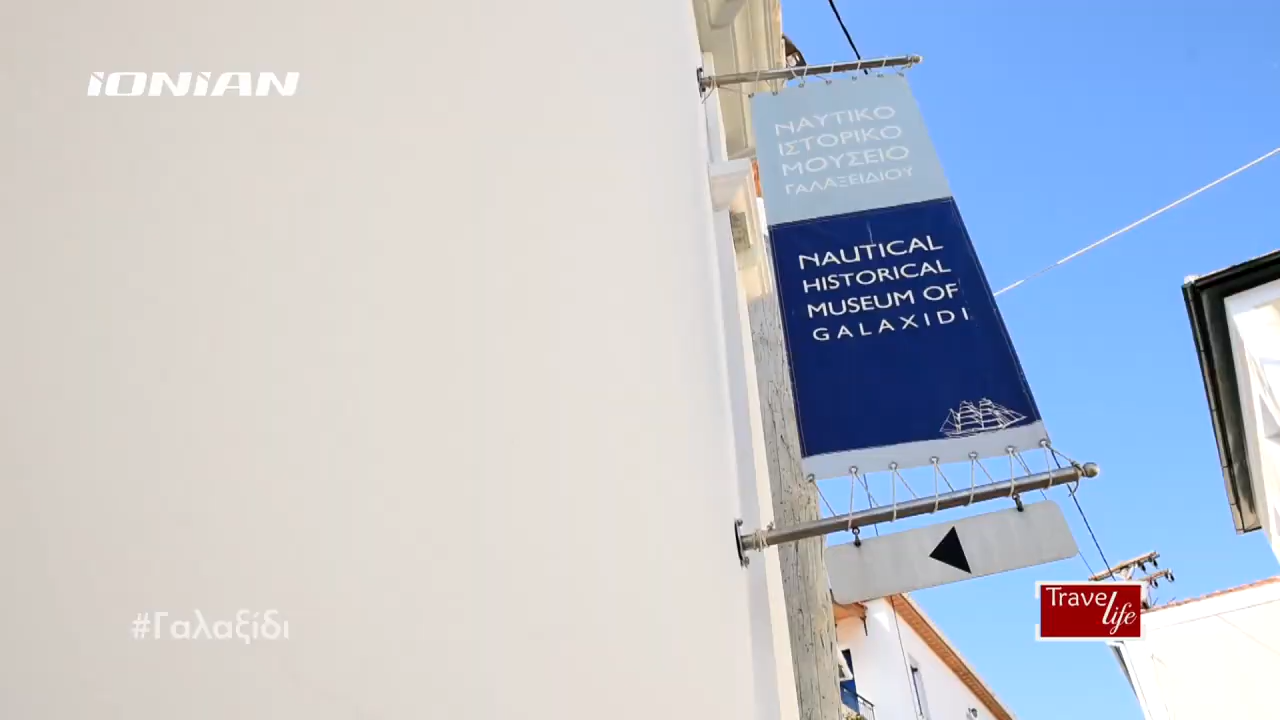 IONIAN
ΝΑΥΤΙΚΟ
ΙΣΤΟΡΙΚΟ
ΜΟΥΣΕΙΟ
ΓΑΛΑΞΕΙΔΙΟΥ
NAUTICAL
HISTORICAL
MUSEUM OF
GALAXIDI
#Γαλαξίδι
Travel
life